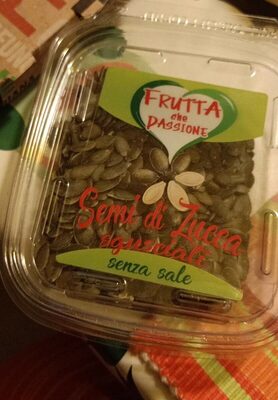 FRUTTA
che
PASSIONE
Semi di Zucca
sgusciati
senza sale